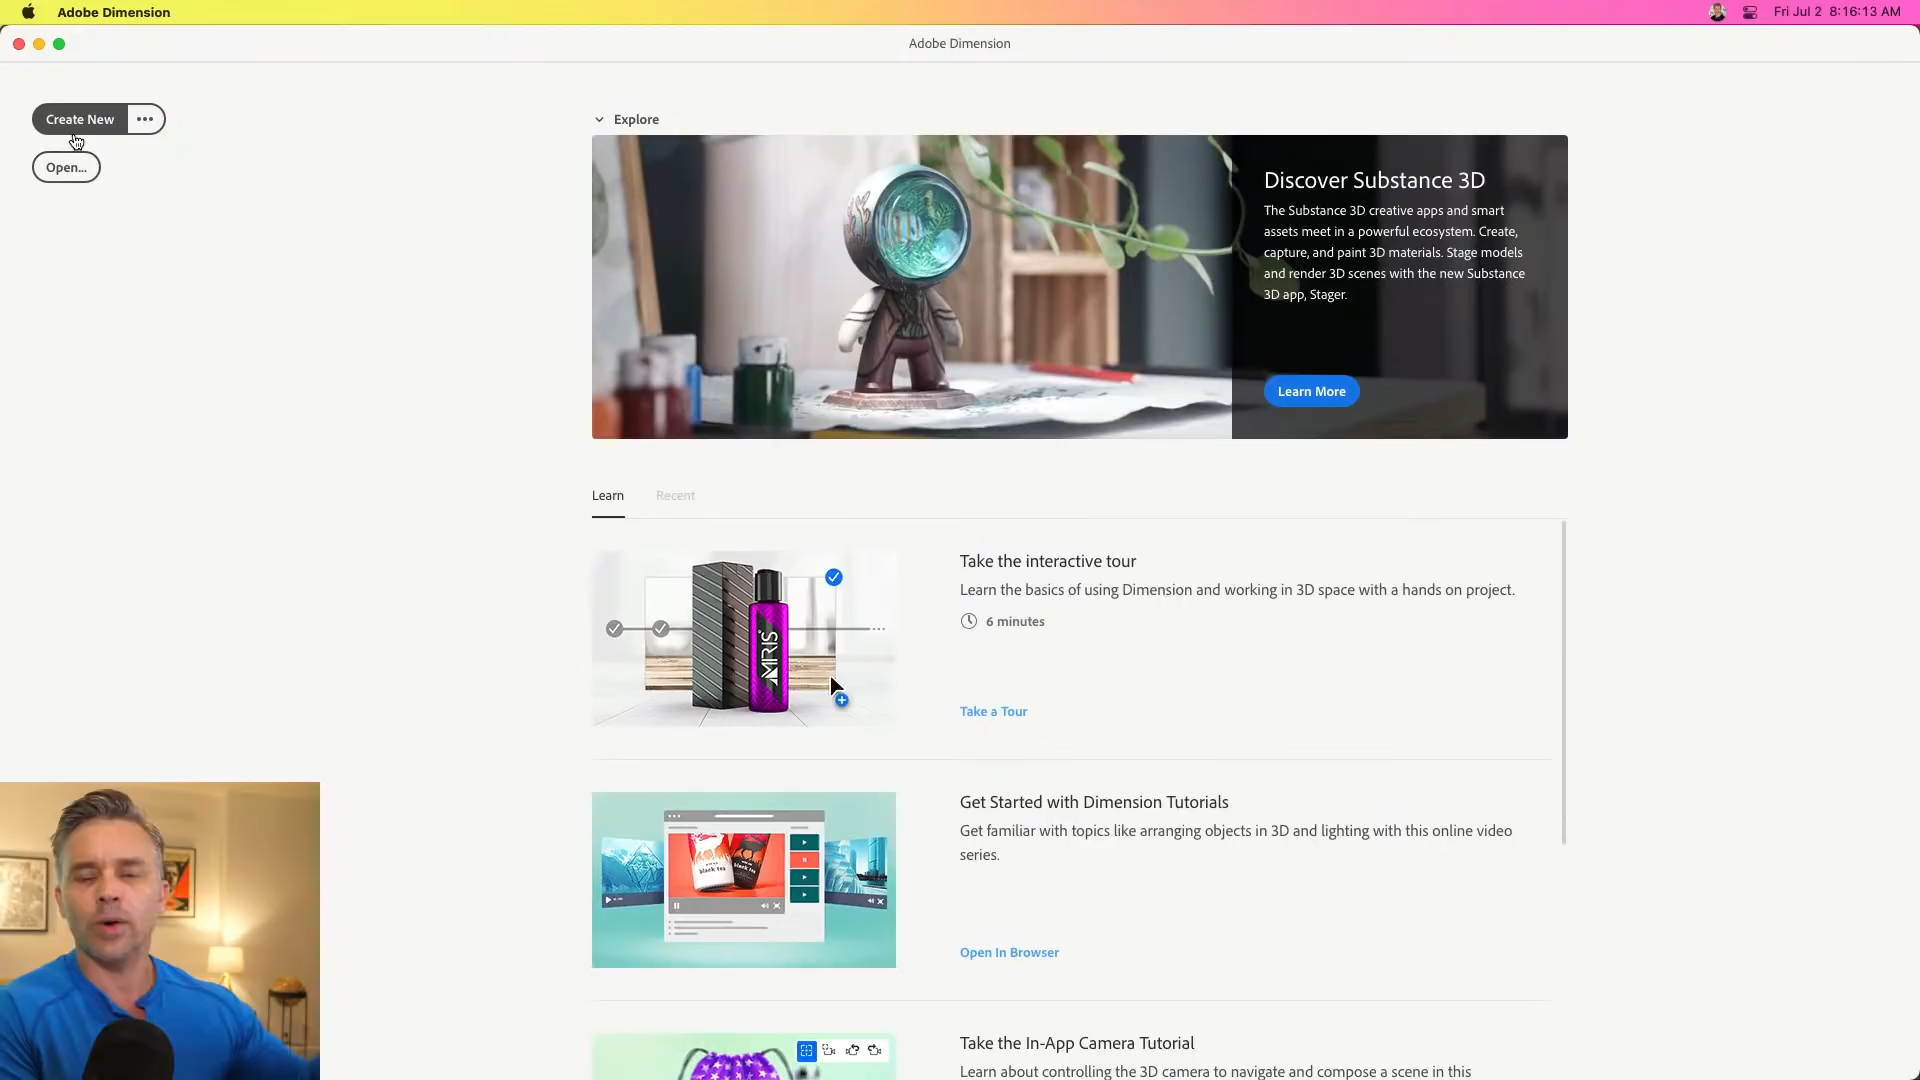 Adobe Dimension
Fri Jul 2 8:16:13 AM
Adobe Dimension
Create New
Open...
Explore
Discover Substance 3D
The Substance 3D creative apps and smart
assets meet in a powerful ecosystem. Create,
capture, and paint 3D materials. Stage models
and render 3D scenes with the new Substance
3D app, Stager.
Learn More
Learn
Recent
MRIS
Take the interactive tour
Learn the basics of using Dimension and working in 3D space with a hands on project.
6 minutes
Take a Tour
black tea
black tea
Get Started with Dimension Tutorials
Get familiar with topics like arranging objects in 3D and lighting with this online video
series.
Open In Browser
Take the In-App Camera Tutorial
Learn about controlling the 3D camera to navigate and compose a scene in this